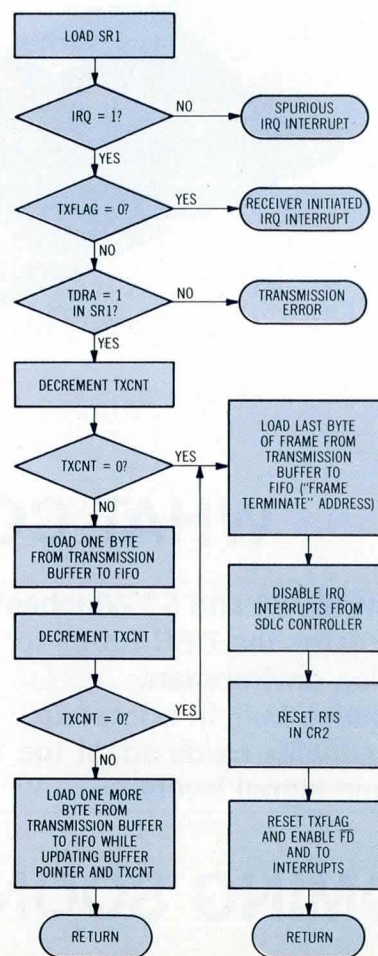 LOAD SR1
IRQ = 1?
NO
SPURIOUS
IRQ INTERRUPT
YES
TXFLAG = 0?
YES
RECEIVER INITIATED
IRQ INTERRUPT
NO
TDRA = 1
IN SR1?
NO
TRANSMISSION
ERROR
YES
DECREMENT TXCNT
TXCNT = 0?
YES
NO
LOAD ONE BYTE
FROM TRANSMISSION
BUFFER TO FIFO
DECREMENT TXCNT
TXCNT = 0?
YES
NO
LOAD ONE MORE
BYTE FROM
TRANSMISSION BUFFER
TO FIFO WHILE
UPDATING BUFFER
POINTER AND TXCNT
RETURN
LOAD LAST BYTE
OF FRAME FROM
TRANSMISSION
BUFFER TO
FIFO ("FRAME
TERMINATE" ADDRESS)
DISABLE IRQ
INTERRUPTS FROM
SDLC CONTROLLER
RESET RTS
IN CR2
RESET TXFLAG
AND ENABLE FD
AND TO
INTERRUPTS
RETURN